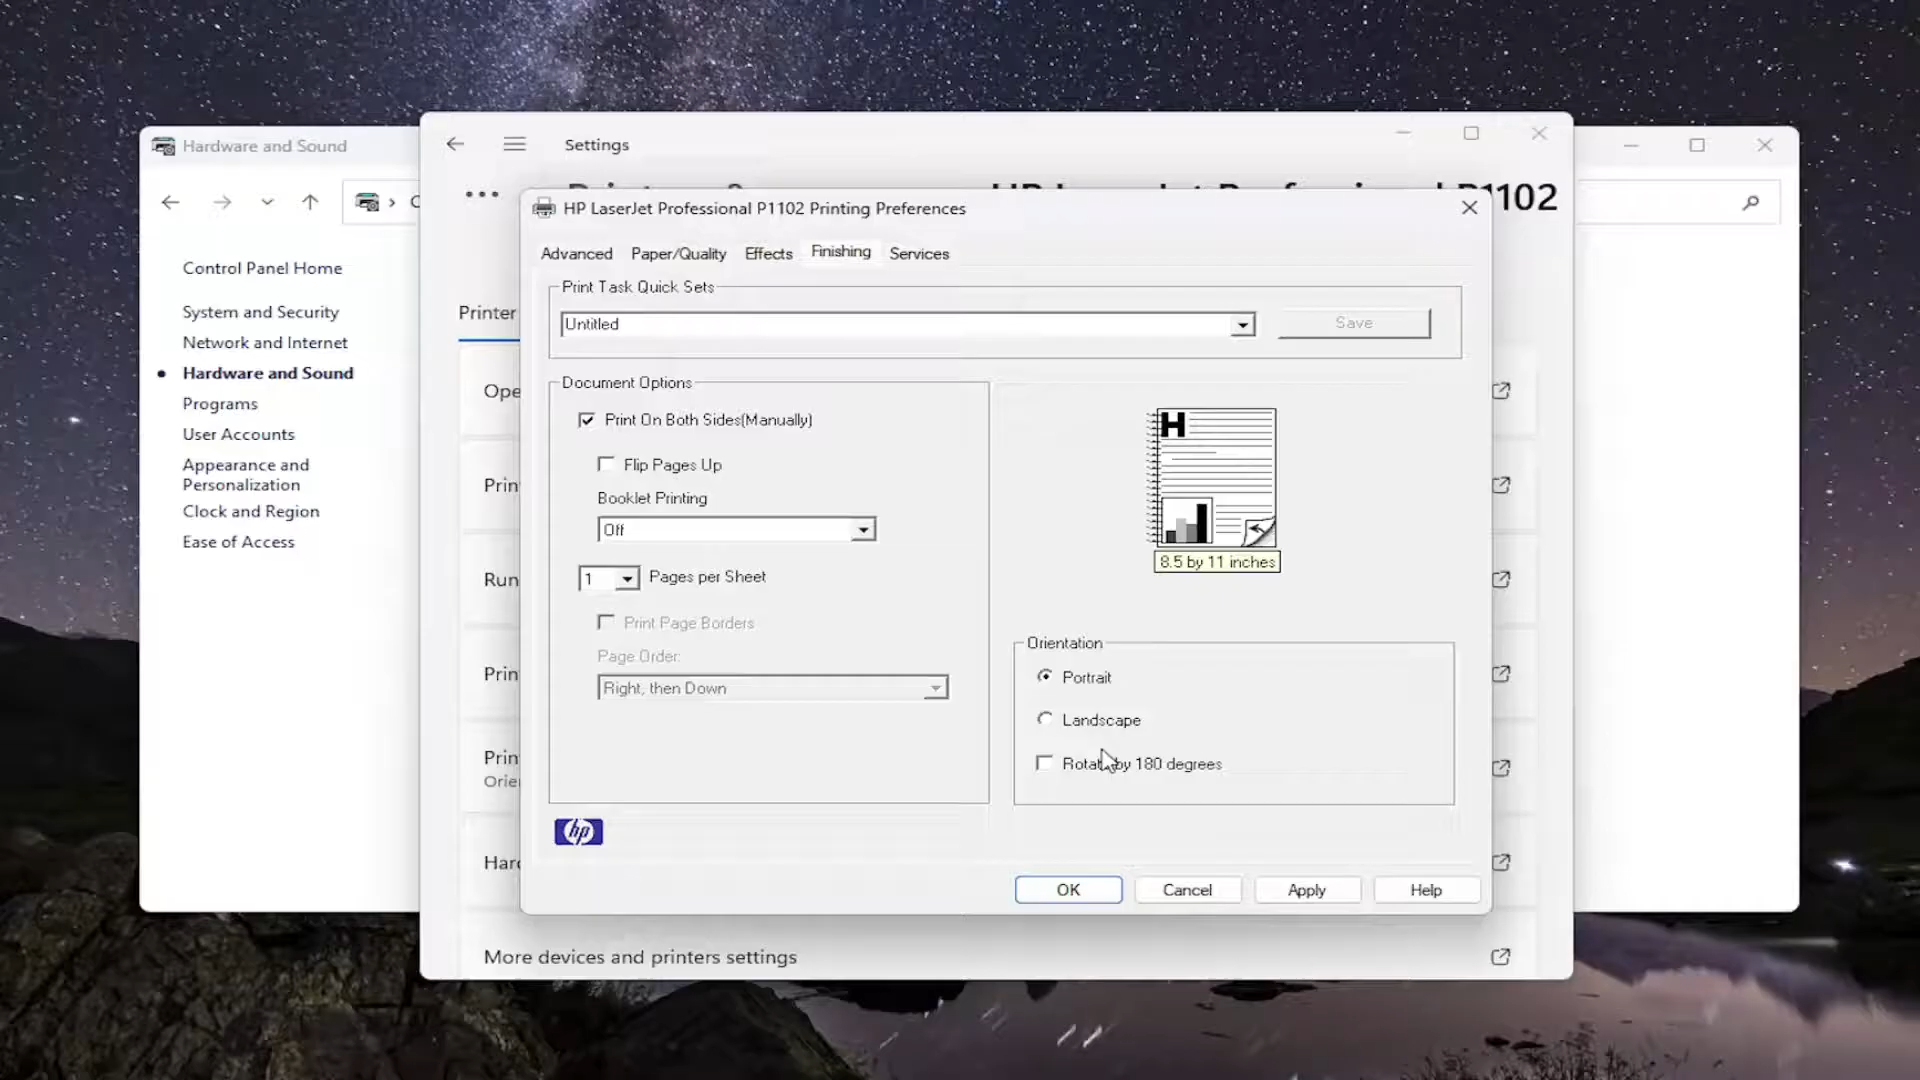 Hardware and Sound
Settings
1102
HP LaserJet Professional P1102 Printing Preferences
Advanced
Paper/Quality
Effects
Finishing
Services
Control Panel Home
System and Security
Network and Internet
Hardware and Sound
Programs
User Accounts
Appearance and
Personalization
Clock and Region
Ease of Access
Printer
Ope
Prin
Run
Prin
Prin
Orie
Hard
Print Task Quick Sets
Untitled
Save
Document Options
Print On Both Sides(Manually)
Flip Pages Up
Booklet Printing
Off
1
Pages per Sheet
Print Page Borders
Page Order:
Right, then Down
H
8.5 by 11 inches
Orientation
Portrait
Landscape
Rotate by 180 degrees
hp
OK
Cancel
Apply
Help
More devices and printers settings